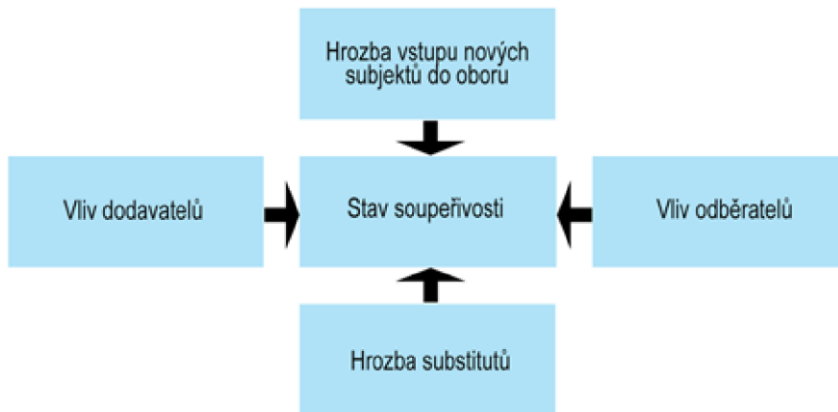 Hrozba vstupu nových
subjektů do oboru
Vliv dodavatelů
Stav soupeřivosti
Vliv odběratelů
Hrozba substitutů